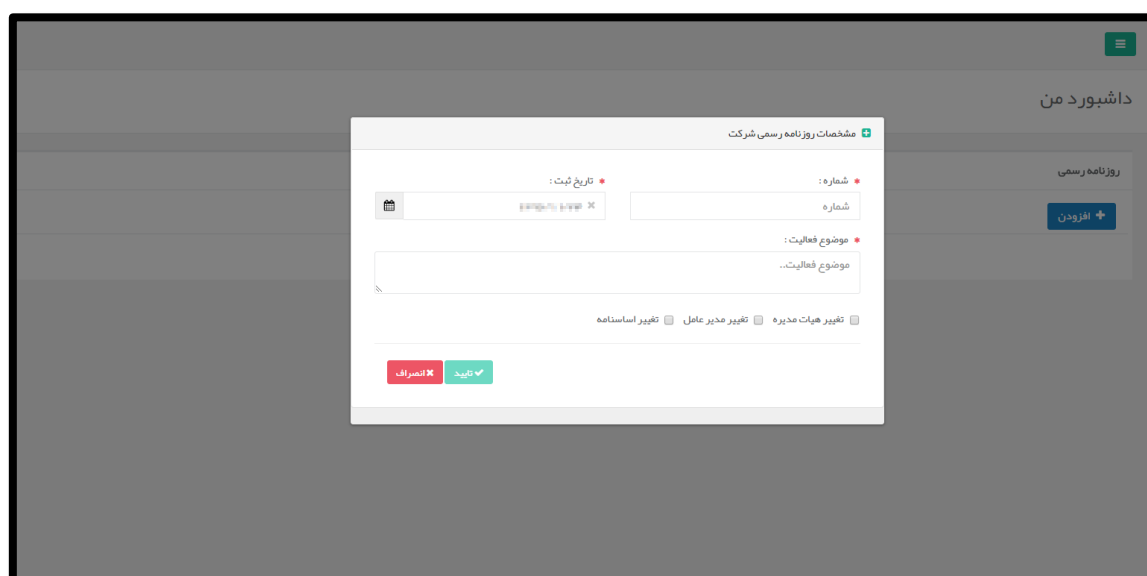 داشبورد من
روزنامه رسمی
افزودن
مشخصات روزنامه رسمی شرکت
* شماره :
* تاریخ ثبت :
شماره
* موضوع فعالیت :
موضوع فعالیت..
تغییر هیات مدیره تغییر مدیر عامل تغییر اساسنامه
تایید انصراف